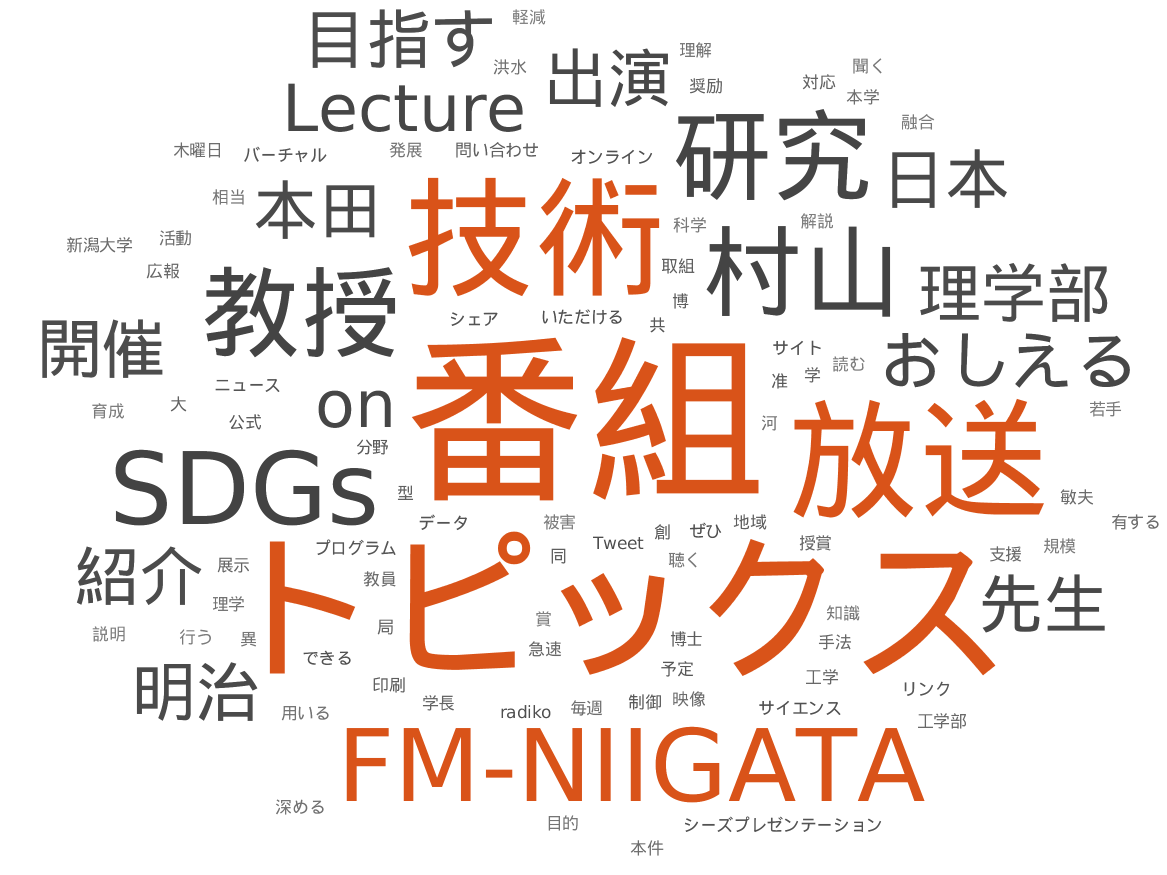 軽減
目指す
洪水
出演
理解
奨励
聞く
対応
本学
Lecture
研究
融合
木曜日
バーチャル
発展
問い合わせ
オンライン
日本
相当
本田
技術
科学
解説
新潟大学
活動
広報
取組
村山
理学部
教授
博
シェア
いただける
共
開催
番組
サイト
読む
おしえる
ニュース
准
学
育成
大
公式
on
河
放送
若手
分野
SDGs
型
敏夫
データ
被害
創
ぜひ
地域
有する
プログラム
同
Tweet
聴く
授賞
支援
規模
紹介
展示
教員
トピックス
先生
理学
賞
知識
説明
行う
異
局
急速
博士
手法
できる
予定
明治
印刷
工学
リンク
用いる
学長
radiko
毎週
制御
映像
サイエンス
工学部
FM-NIIGATA
深める
目的
シーズプレゼンテーション
本件